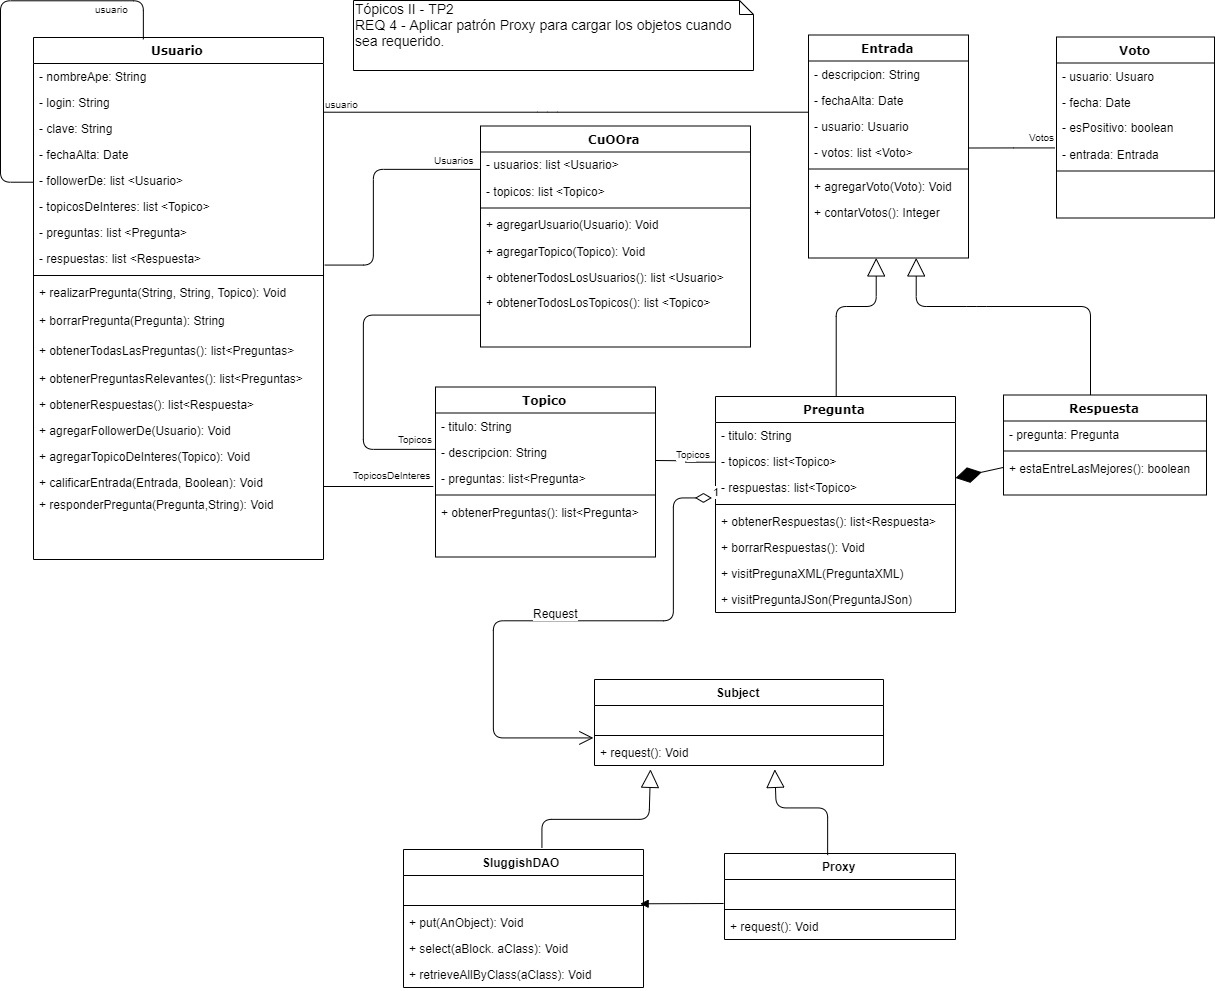 usuario
Tópicos II - TP2
REQ 4 - Aplicar patrón Proxy para cargar los objetos cuando
sea requerido.
Usuario
- nombreApe: String
- login: String
- clave: String
- fechaAlta: Date
- followerDe: list <Usuario>
- topicosDeInteres: list <Topico>
- preguntas: list <Pregunta>
- respuestas: list <Respuesta>
+ realizarPregunta(String, String, Topico): Void
+ borrarPregunta(Pregunta): String
+ obtenerTodasLasPreguntas(): list<Preguntas>
+ obtenerPreguntasRelevantes(): list<Preguntas>
+ obtenerRespuestas(): list<Respuesta>
+ agregarFollowerDe(Usuario): Void
+ agregarTopicoDeInteres(Topico): Void
+ calificarEntrada(Entrada, Boolean): Void
+ responderPregunta(Pregunta,String): Void
usuario
Usuarios
CuOOra
- usuarios: list <Usuario>
- topicos: list <Topico>
+ agregarUsuario(Usuario): Void
+ agregarTopico(Topico): Void
+ obtenerTodosLosUsuarios(): list <Usuario>
+ obtenerTodosLosTopicos(): list <Topico>
Entrada
- descripcion: String
- fechaAlta: Date
- usuario: Usuario
- votos: list <Voto>
+ agregarVoto(Voto): Void
+ contarVotos(): Integer
Votos
Voto
- usuario: Usuaro
- fecha: Date
- esPositivo: boolean
- entrada: Entrada
Topicos
TopicosDeInteres
Topico
- titulo: String
- descripcion: String
- preguntas: list<Pregunta>
+ obtenerPreguntas(): list<Pregunta>
Topicos
1
Pregunta
- titulo: String
- topicos: list<Topico>
- respuestas: list<Topico>
+ obtenerRespuestas(): list<Respuesta>
+ borrarRespuestas(): Void
+ visitPregunaXML(PreguntaXML)
+ visitPreguntaJSon(PreguntaJSon)
Respuesta
- pregunta: Pregunta
+ estaEntreLasMejores(): boolean
Request
Subject
+ request(): Void
SluggishDAO
+ put(AnObject): Void
+ select(aBlock. aClass): Void
+ retrieveAllByClass(aClass): Void
Proxy
+ request(): Void